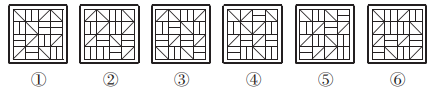 ① ② ③ ④ ⑤ ⑥